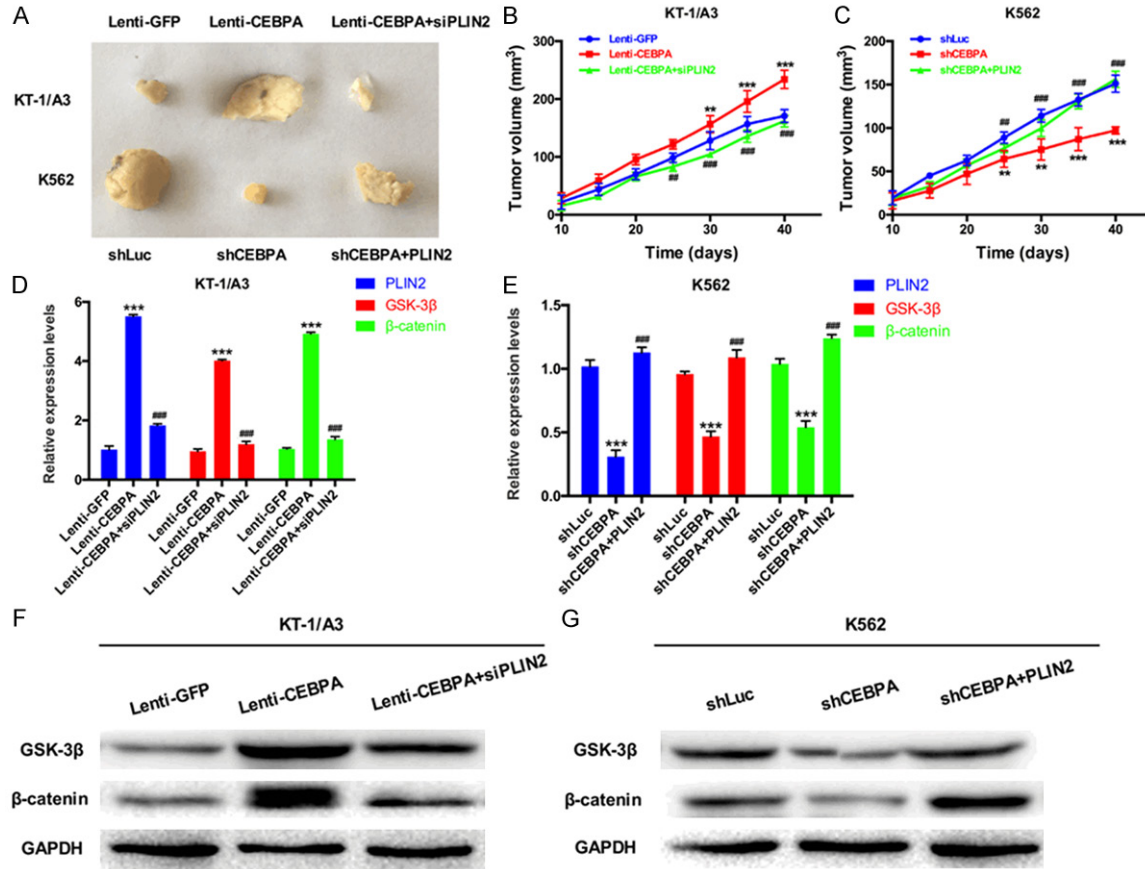 A
Lenti-GFP Lenti-CEBPA Lenti-CEBPA+siPLIN2
KT-1/A3
K562
shLuc shCEBPA shCEBPA+PLIN2
B
KT-1/A3
Tumor volume (mm3)
300
200
100
0
10 20 30 40
Time (days)
Lenti-GFP
Lenti-CEBPA
Lenti-CEBPA+siPLIN2
** *** ***
## ### ### ###
C
K562
Tumor volume (mm3)
200
150
100
50
0
10 20 30 40
Time (days)
shLuc
shCEBPA
shCEBPA+PLIN2
## ### ### ###
** ** *** ***
D
KT-1/A3
Relative expression levels
6
4
2
0
*** ### *** ### *** ###
Lenti-GFP Lenti-CEBPA Lenti-CEBPA+siPLIN2 Lenti-GFP Lenti-CEBPA Lenti-CEBPA+siPLIN2 Lenti-GFP Lenti-CEBPA Lenti-CEBPA+siPLIN2
PLIN2
GSK-3β
β-catenin
E
K562
Relative expression levels
1.5
1.0
0.5
0.0
*** ### *** ### *** ###
shLuc shCEBPA shCEBPA+PLIN2 shLuc shCEBPA shCEBPA+PLIN2 shLuc shCEBPA shCEBPA+PLIN2
PLIN2
GSK-3β
β-catenin
F
KT-1/A3
Lenti-GFP Lenti-CEBPA Lenti-CEBPA+siPLIN2
GSK-3β
β-catenin
GAPDH
G
K562
shLuc shCEBPA shCEBPA+PLIN2
GSK-3β
β-catenin
GAPDH